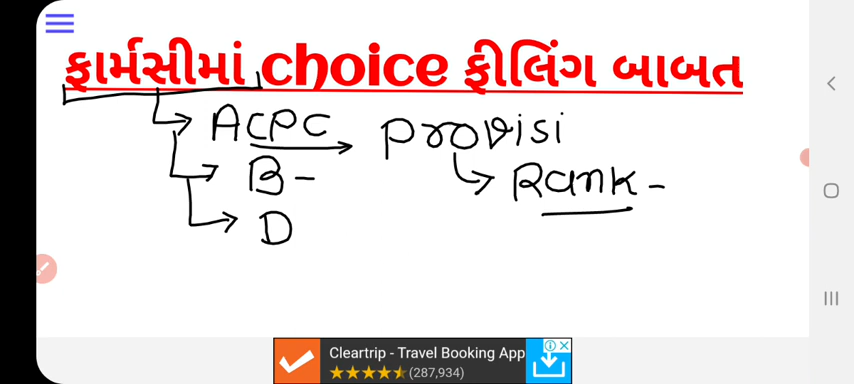 ફાર્મસીમાં choice ફીલિંગ બાબત
ACPC → Provisi
B –
Rank –
D
Cleartrip - Travel Booking App
(287,934)